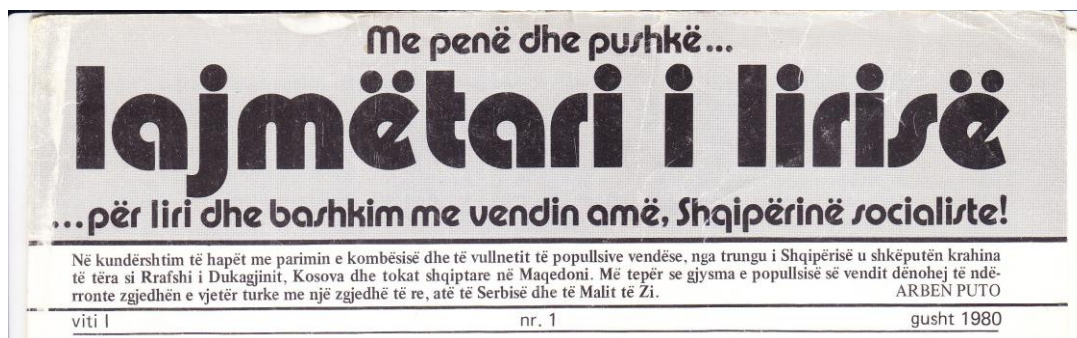 Me penë dhe pushkë...
lajmëtari i lirisë
...për liri dhe bashkim me vendin amë, Shqipërinë socialiste!
Në kundërshtim të hapët me parimin e kombësisë dhe të vullnetit të popullsive vendëse, nga trungu i Shqipërisë u shkëputën krahina
të tëra si Rrafshi i Dukagjinit, Kosova dhe tokat shqiptare në Maqedoni. Më tepër se gjysma e popullsisë së vendit dënohej të ndë-
rronte zgjedhën e vjetër turke me një zgjedhë të re, atë të Serbisë dhe të Malit të Zi. ARBEN PUTO
viti I nr. 1 gusht 1980